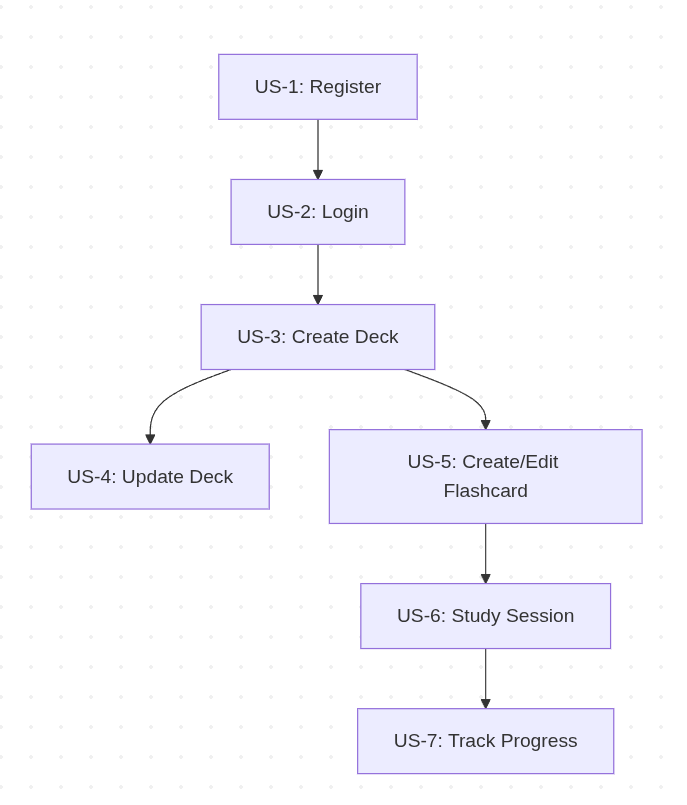 US-1: Register
US-2: Login
US-3: Create Deck
US-4: Update Deck
US-5: Create/Edit
Flashcard
US-6: Study Session
US-7: Track Progress